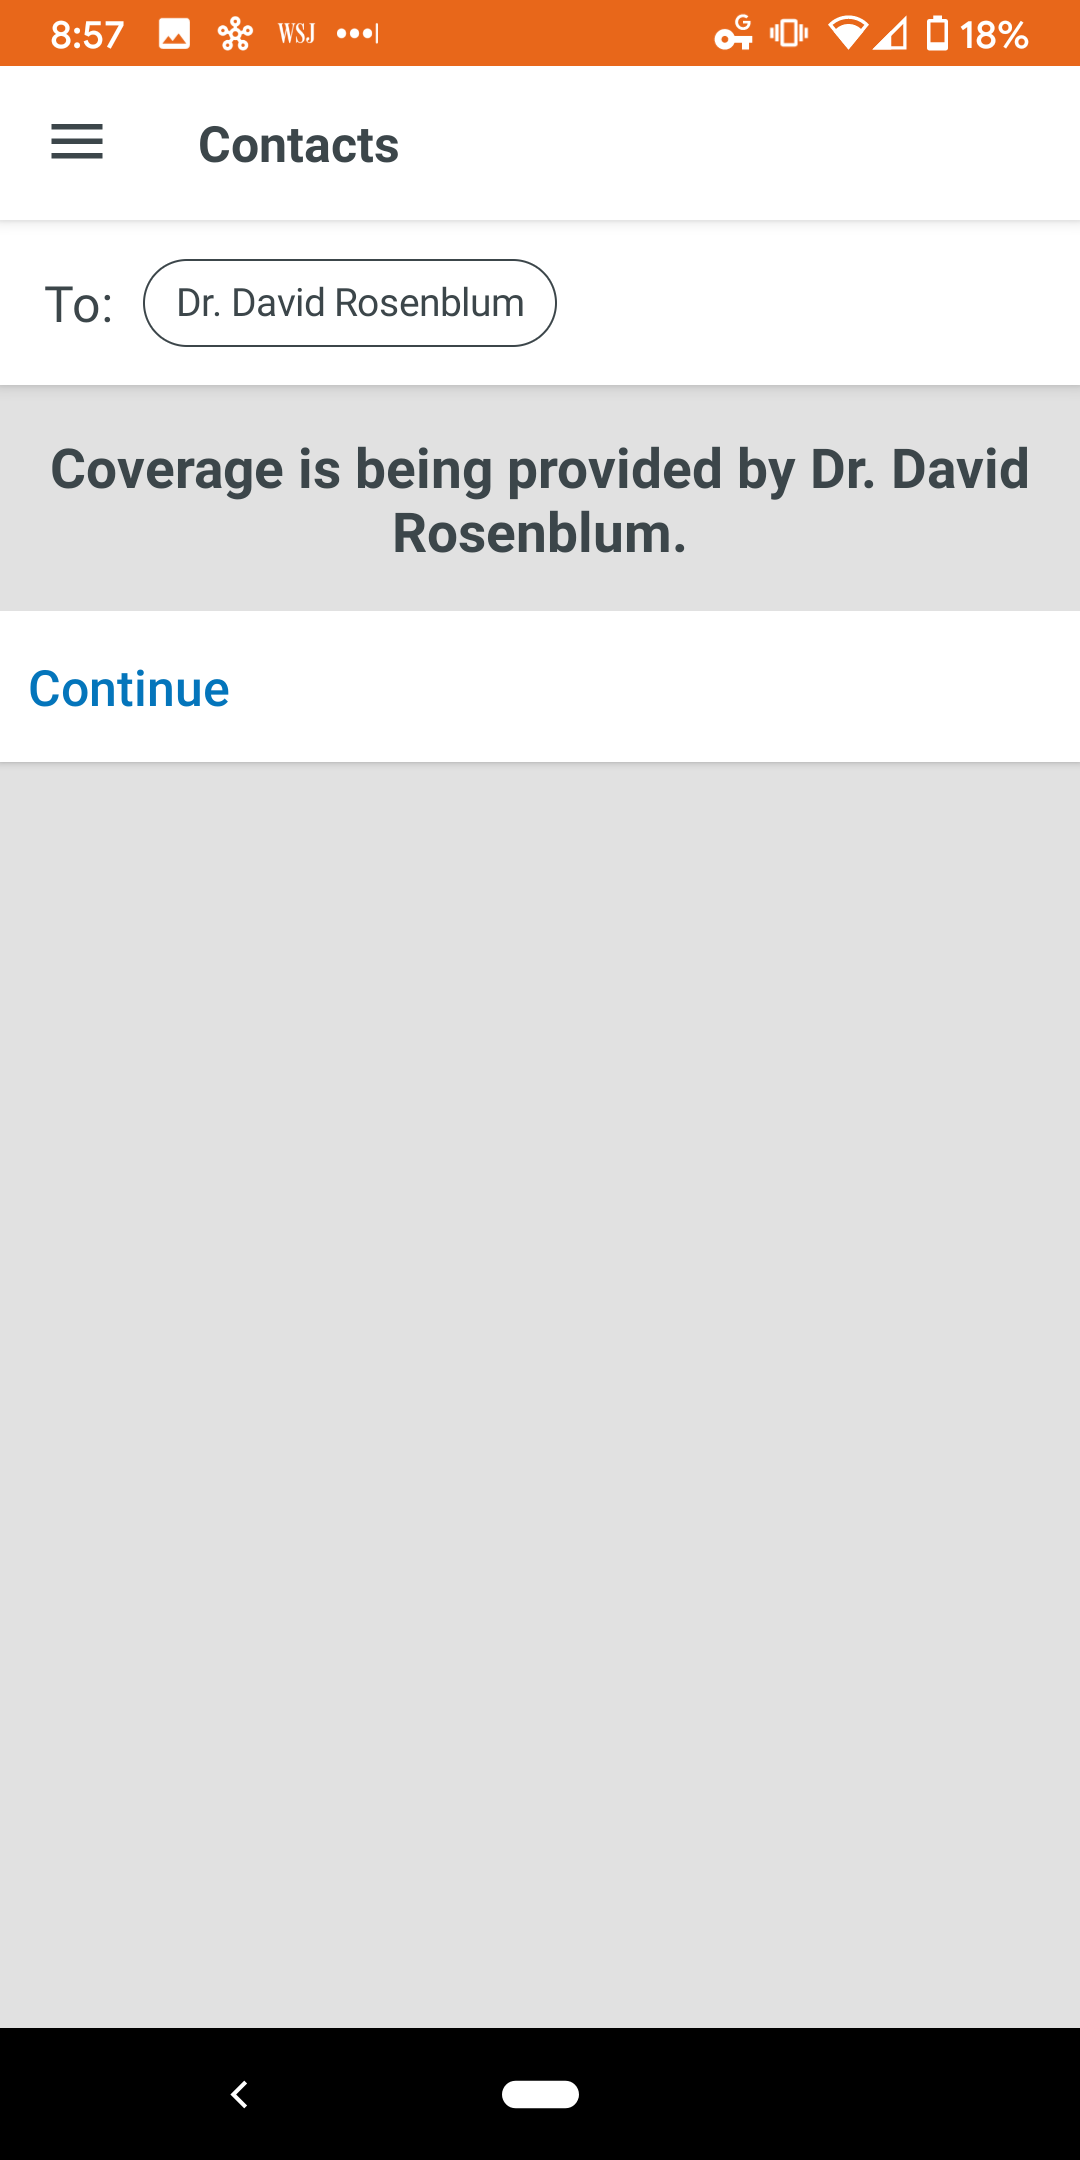 8:57 WSJ G 18%
Contacts
To: Dr. David Rosenblum
Coverage is being provided by Dr. David
Rosenblum.
Continue